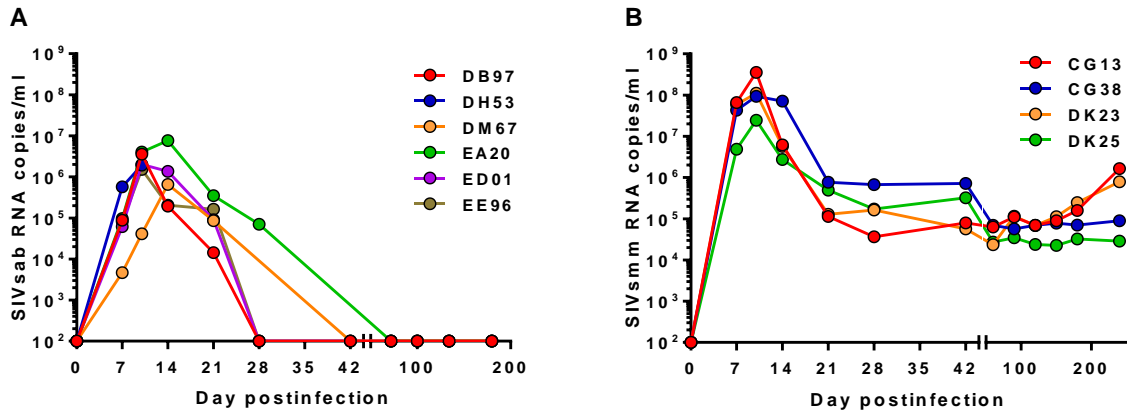 A
SIVsab RNA copies/ml
10^9
10^8
10^7
10^6
10^5
10^4
10^3
10^2
0 7 14 21 28 35 42 100 200
Day postinfection
DB97
DH53
DM67
EA20
ED01
EE96
B
SIVsmm RNA copies/ml
10^9
10^8
10^7
10^6
10^5
10^4
10^3
10^2
0 7 14 21 28 35 42 100 200
Day postinfection
CG13
CG38
DK23
DK25